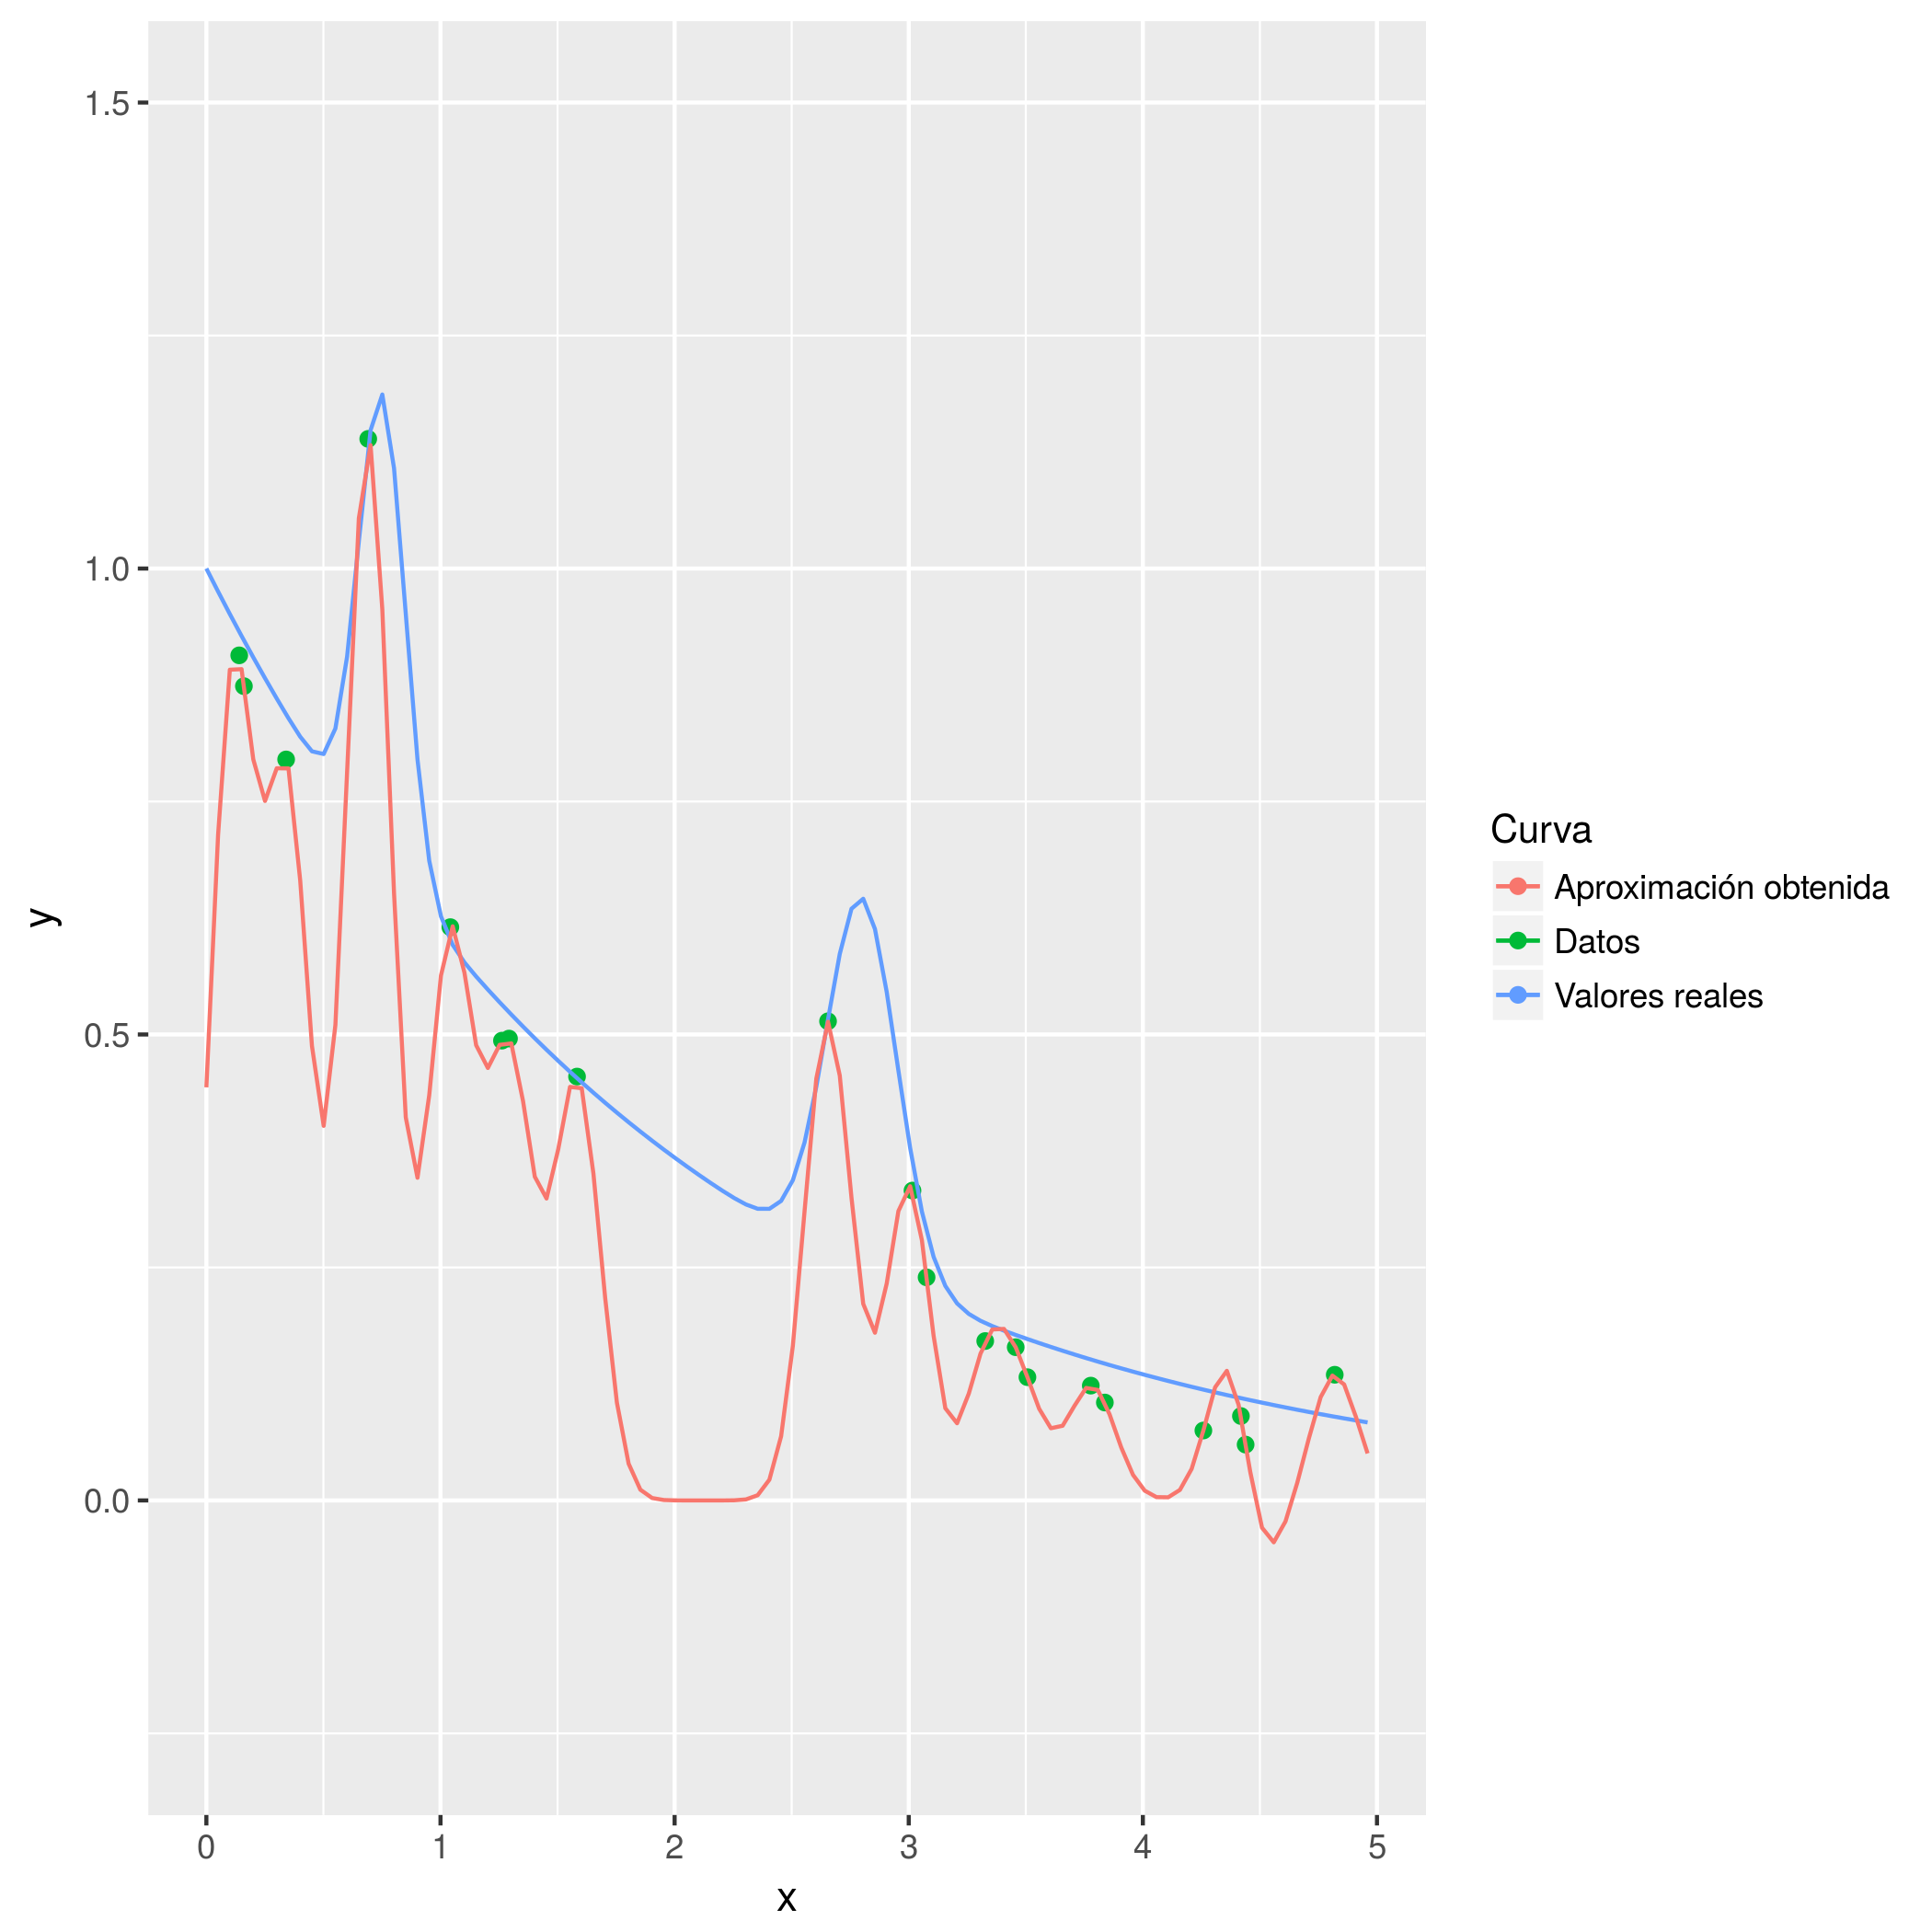 1.5
1.0
0.5
0.0
y
0 1 2 3 4 5
x
Curva
Aproximación obtenida
Datos
Valores reales